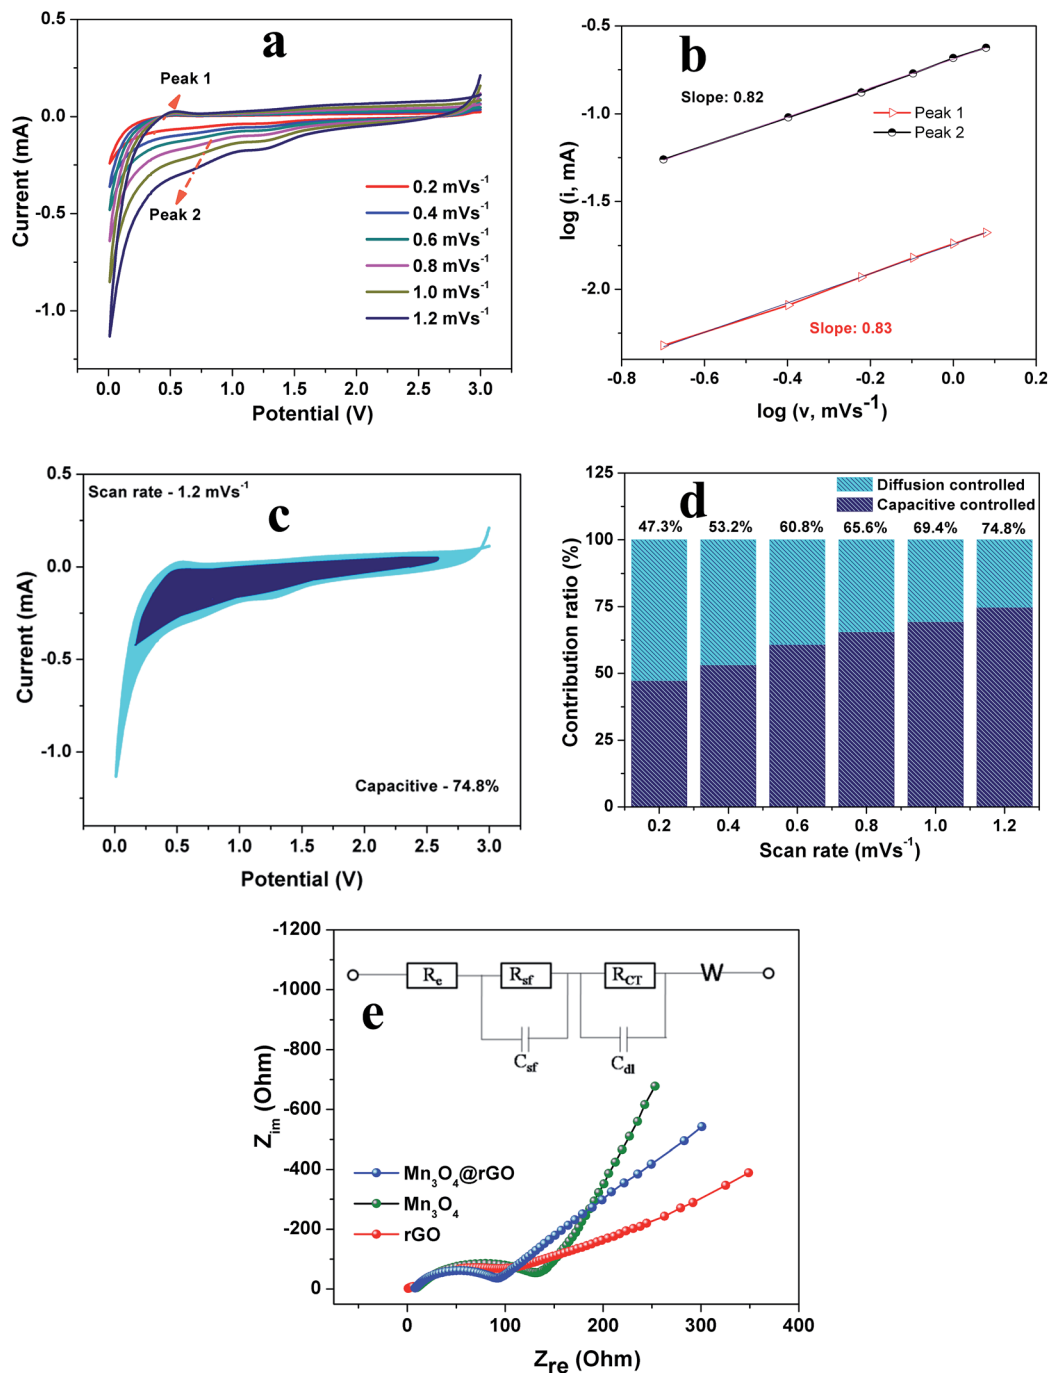 a
0.5
0.0
-0.5
-1.0
Current (mA)
Peak 1
Peak 2
0.2 mVs⁻¹
0.4 mVs⁻¹
0.6 mVs⁻¹
0.8 mVs⁻¹
1.0 mVs⁻¹
1.2 mVs⁻¹
0.0 0.5 1.0 1.5 2.0 2.5 3.0
Potential (V)
b
-0.5
-1.0
-1.5
-2.0
log (i, mA)
Slope: 0.82
Peak 1
Peak 2
Slope: 0.83
-0.8 -0.6 -0.4 -0.2 0.0 0.2
log (v, mVs⁻¹)
c
0.5
0.0
-0.5
-1.0
Current (mA)
Scan rate - 1.2 mVs⁻¹
Capacitive - 74.8%
0.0 0.5 1.0 1.5 2.0 2.5 3.0
Potential (V)
d
125
100
75
50
25
0
Contribution ratio (%)
Diffusion controlled
Capacitive controlled
47.3% 53.2% 60.8% 65.6% 69.4% 74.8%
0.2 0.4 0.6 0.8 1.0 1.2
Scan rate (mVs⁻¹)
e
-1200
-1000
-800
-600
-400
-200
0
Z_im (Ohm)
R_e R_sf R_CT W
C_sf C_dl
Mn₃O₄@rGO
Mn₃O₄
rGO
0 100 200 300 400
Z_re (Ohm)